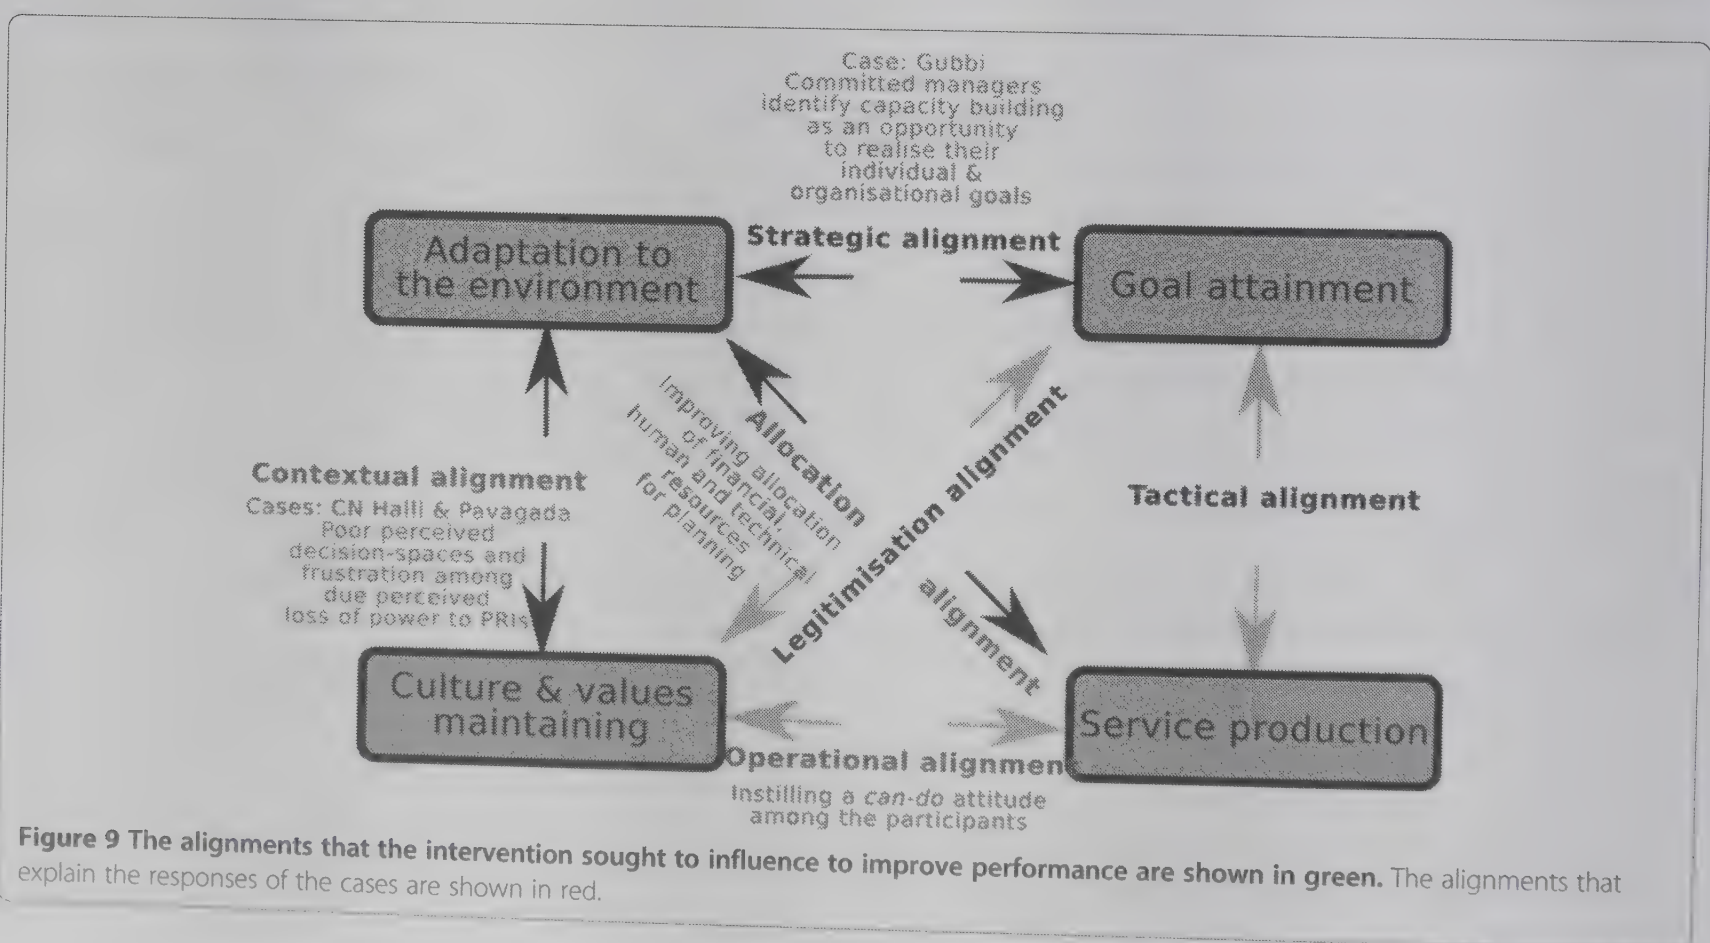 Case: Gubbi
Committed managers
identify capacity building
as an opportunity
to realise their
individual &
organisational goals
Adaptation to
the environment
Strategic alignment
Goal attainment
Improving allocation
of financial,
human and technical
resources
for planning
Allocation
alignment
Legitimisation alignment
Contextual alignment
Cases: CN Halli & Pavagada
Poor perceived
decision-spaces and
frustration among
due perceived
loss of power to PRIs
Tactical alignment
Culture & values
maintaining
Service production
Operational alignmen
Instilling a can-do attitude
among the participants
Figure 9 The alignments that the intervention sought to influence to improve performance are shown in green. The alignments that
explain the responses of the cases are shown in red.